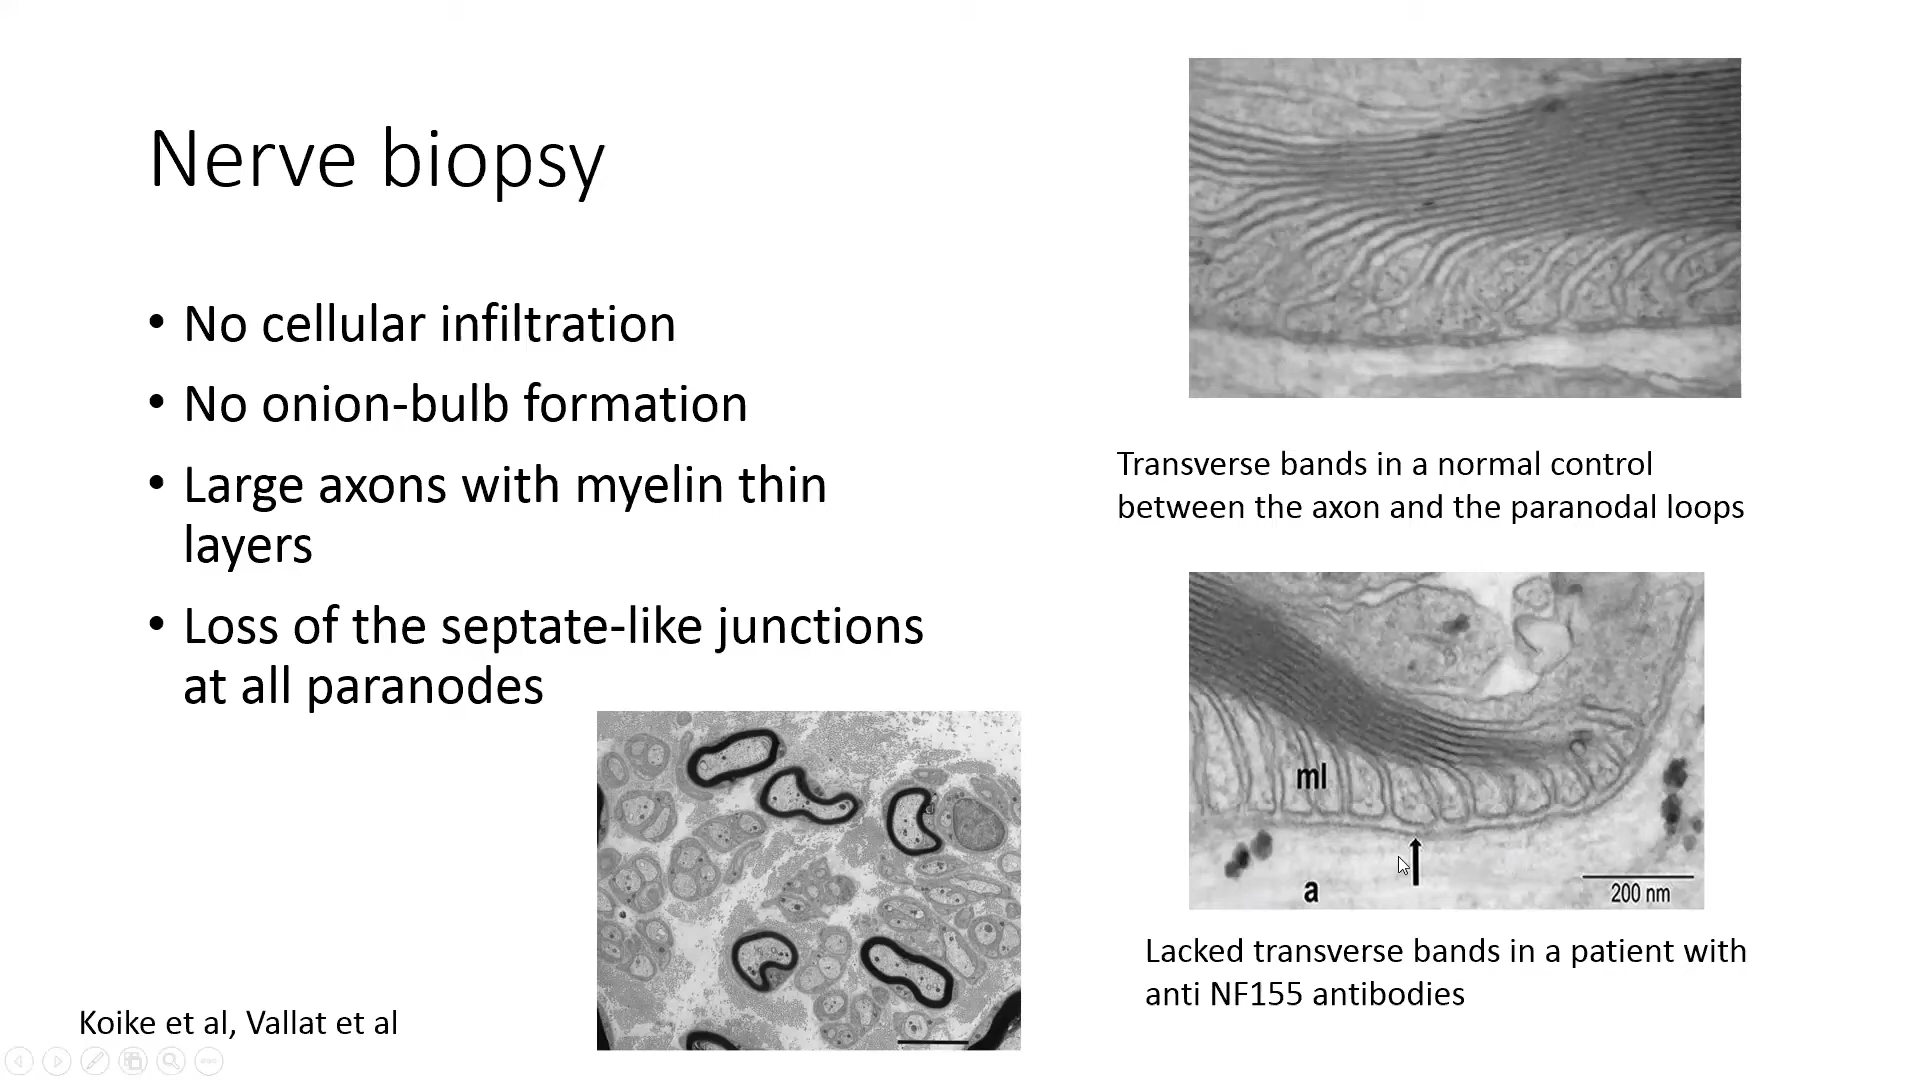 Nerve biopsy
• No cellular infiltration
• No onion-bulb formation
• Large axons with myelin thin
layers
• Loss of the septate-like junctions
at all paranodes
Transverse bands in a normal control
between the axon and the paranodal loops
ml
a
200 nm
Lacked transverse bands in a patient with
anti NF155 antibodies
Koike et al, Vallat et al